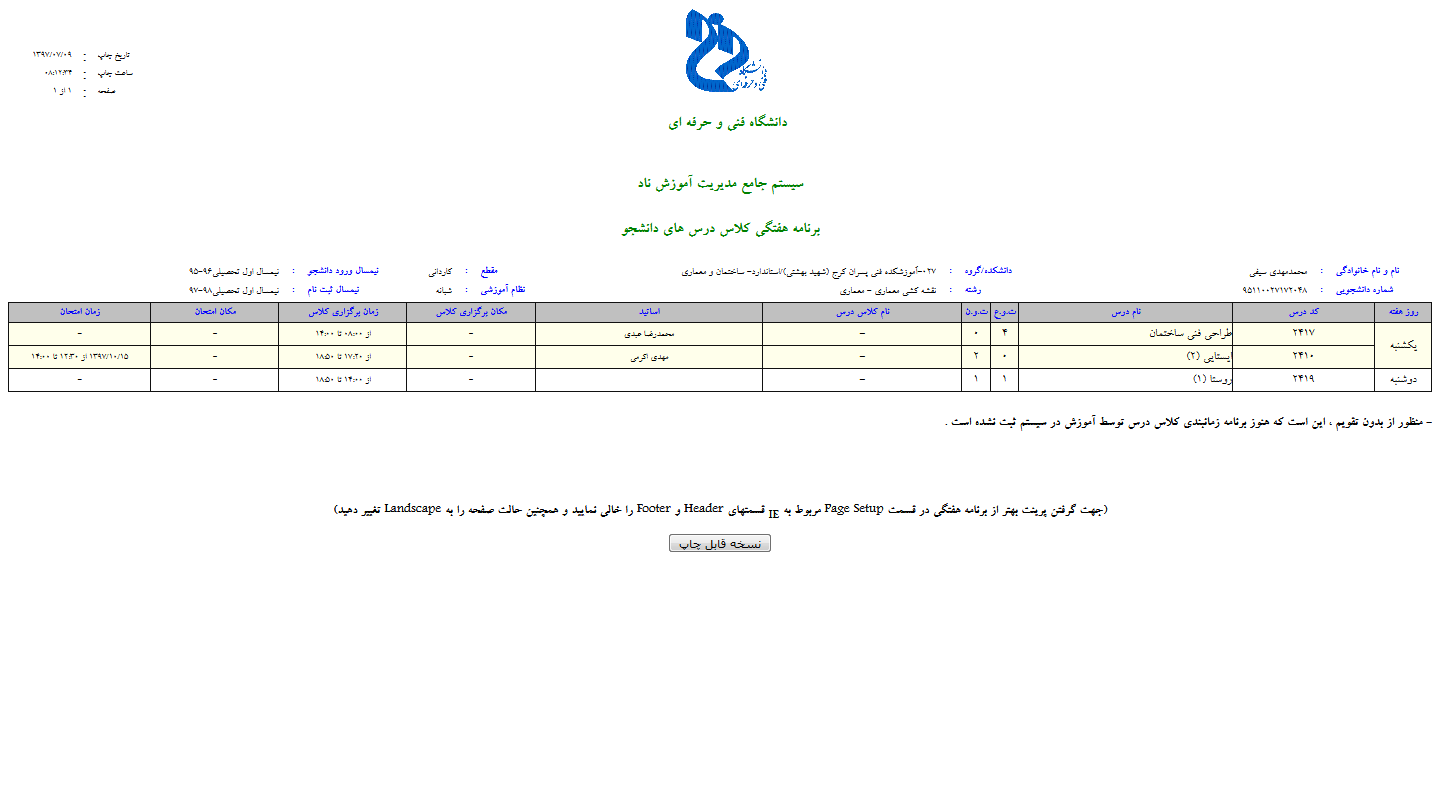 تاریخ چاپ : ۱۳۹۷/۰۷/۰۹
ساعت چاپ : ۰۸:۱۲:۳۴
صفحه : ۱ از ۱
دانشگاه فنی و حرفه ای
دانشگاه فنی و حرفه ای
سیستم جامع مدیریت آموزش ناد
برنامه هفتگی کلاس درس های دانشجو
نام و نام خانوادگی : محمدمهدی سیفی دانشکده/گروه : ۰۲۷-آموزشکده فنی پسران کرج (شهید بهشتی)/استاندارد- ساختمان و معماری مقطع : کاردانی نیمسال ورود دانشجو : نیمسال اول تحصیلی۹۶-۹۵
شماره دانشجویی : ۹۵۱۱۰۰۲۷۱۷۲۰۴۸ رشته : نقشه کشی معماری - معماری نظام آموزشی : شبانه نیمسال ثبت نام : نیمسال اول تحصیلی۹۸-۹۷
روز هفته کد درس نام درس ت.و.ع ت.و.ن نام کلاس درس اساتید مکان برگزاری کلاس زمان برگزاری کلاس مکان امتحان زمان امتحان
یکشنبه ۲۴۱۷ طراحی فنی ساختمان ۴ ۰ - محمدرضا عبدی - از ۰۸:۰۰ تا ۱۴:۰۰ - -
۲۴۱۰ ایستایی (۲) ۰ ۲ - مهدی اکرمی - از ۱۷:۲۰ تا ۱۸:۵۰ - ۱۳۹۷/۱۰/۱۵ از ۱۲:۳۰ تا ۱۴:۰۰
دوشنبه ۲۴۱۹ روستا (۱) ۱ ۱ - - از ۱۴:۰۰ تا ۱۸:۵۰ - -
- منظور از بدون تقویم ، این است که هنوز برنامه زمانبندی کلاس درس توسط آموزش در سیستم ثبت نشده است .
(جهت گرفتن پرینت بهتر از برنامه هفتگی در قسمت Page Setup مربوط به IE قسمتهای Header و Footer را خالی نمایید و همچنین حالت صفحه را به Landscape تغییر دهید)
نسخه قابل چاپ